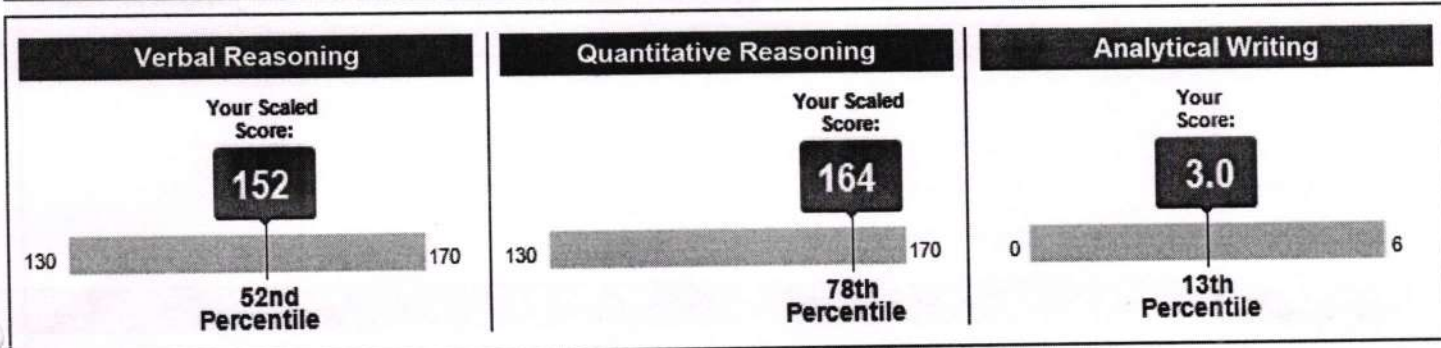 Verbal Reasoning
Your Scaled
Score:
152
130
170
52nd
Percentile
Quantitative Reasoning
Your Scaled
Score:
164
130
170
78th
Percentile
Analytical Writing
Your
Score:
3.0
0
6
13th
Percentile